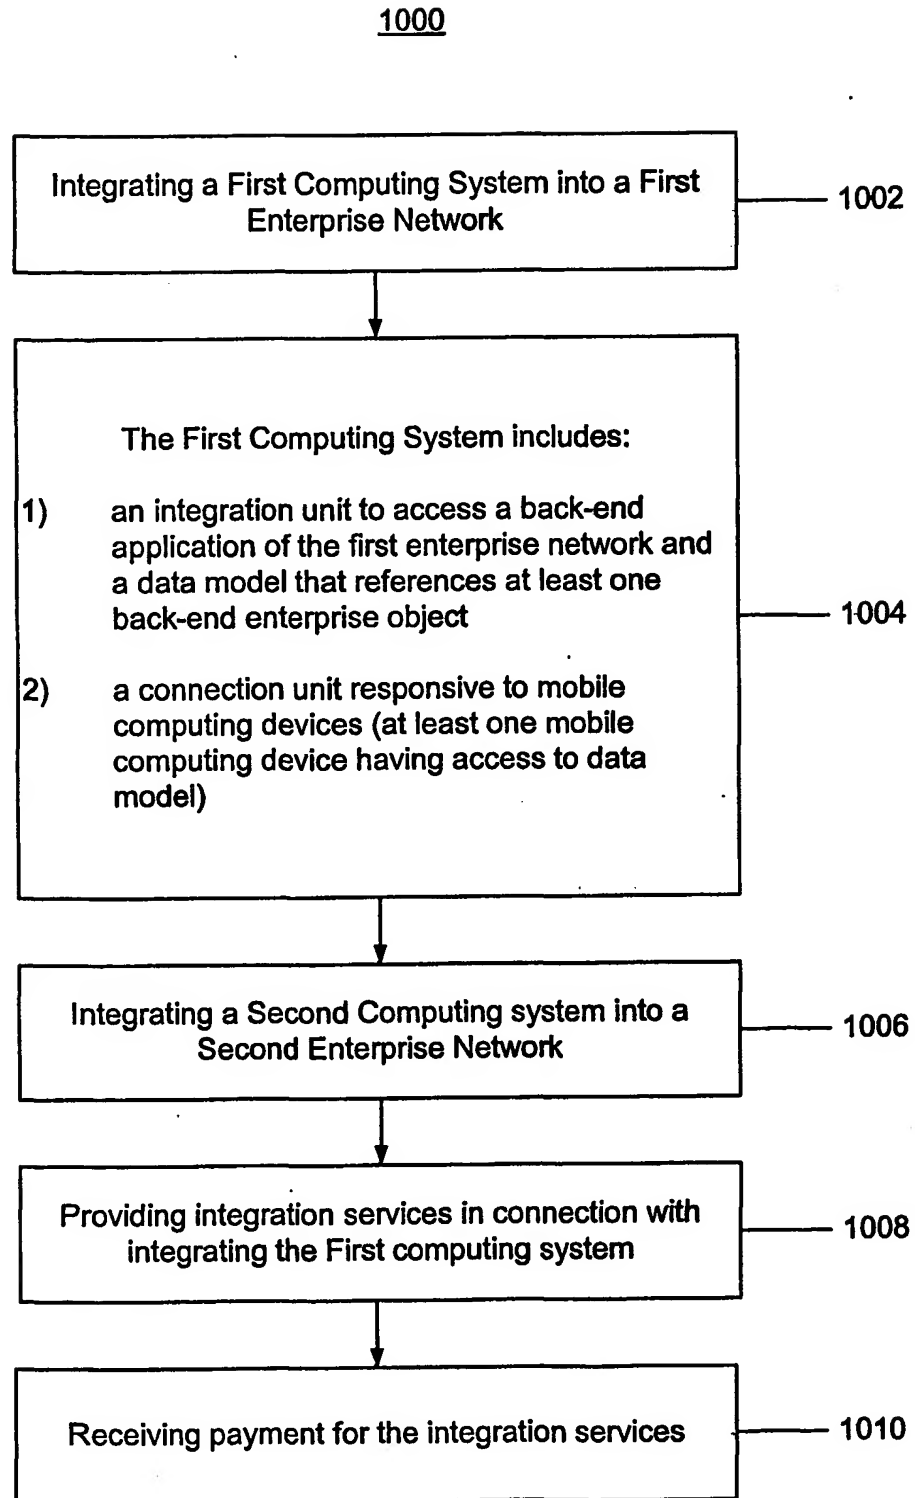 1000
Integrating a First Computing System into a First
Enterprise Network
1002
The First Computing System includes:
1) an integration unit to access a back-end
application of the first enterprise network and
a data model that references at least one
back-end enterprise object
1004
2) a connection unit responsive to mobile
computing devices (at least one mobile
computing device having access to data
model)
Integrating a Second Computing system into a
Second Enterprise Network
1006
Providing integration services in connection with
integrating the First computing system
1008
Receiving payment for the integration services
1010